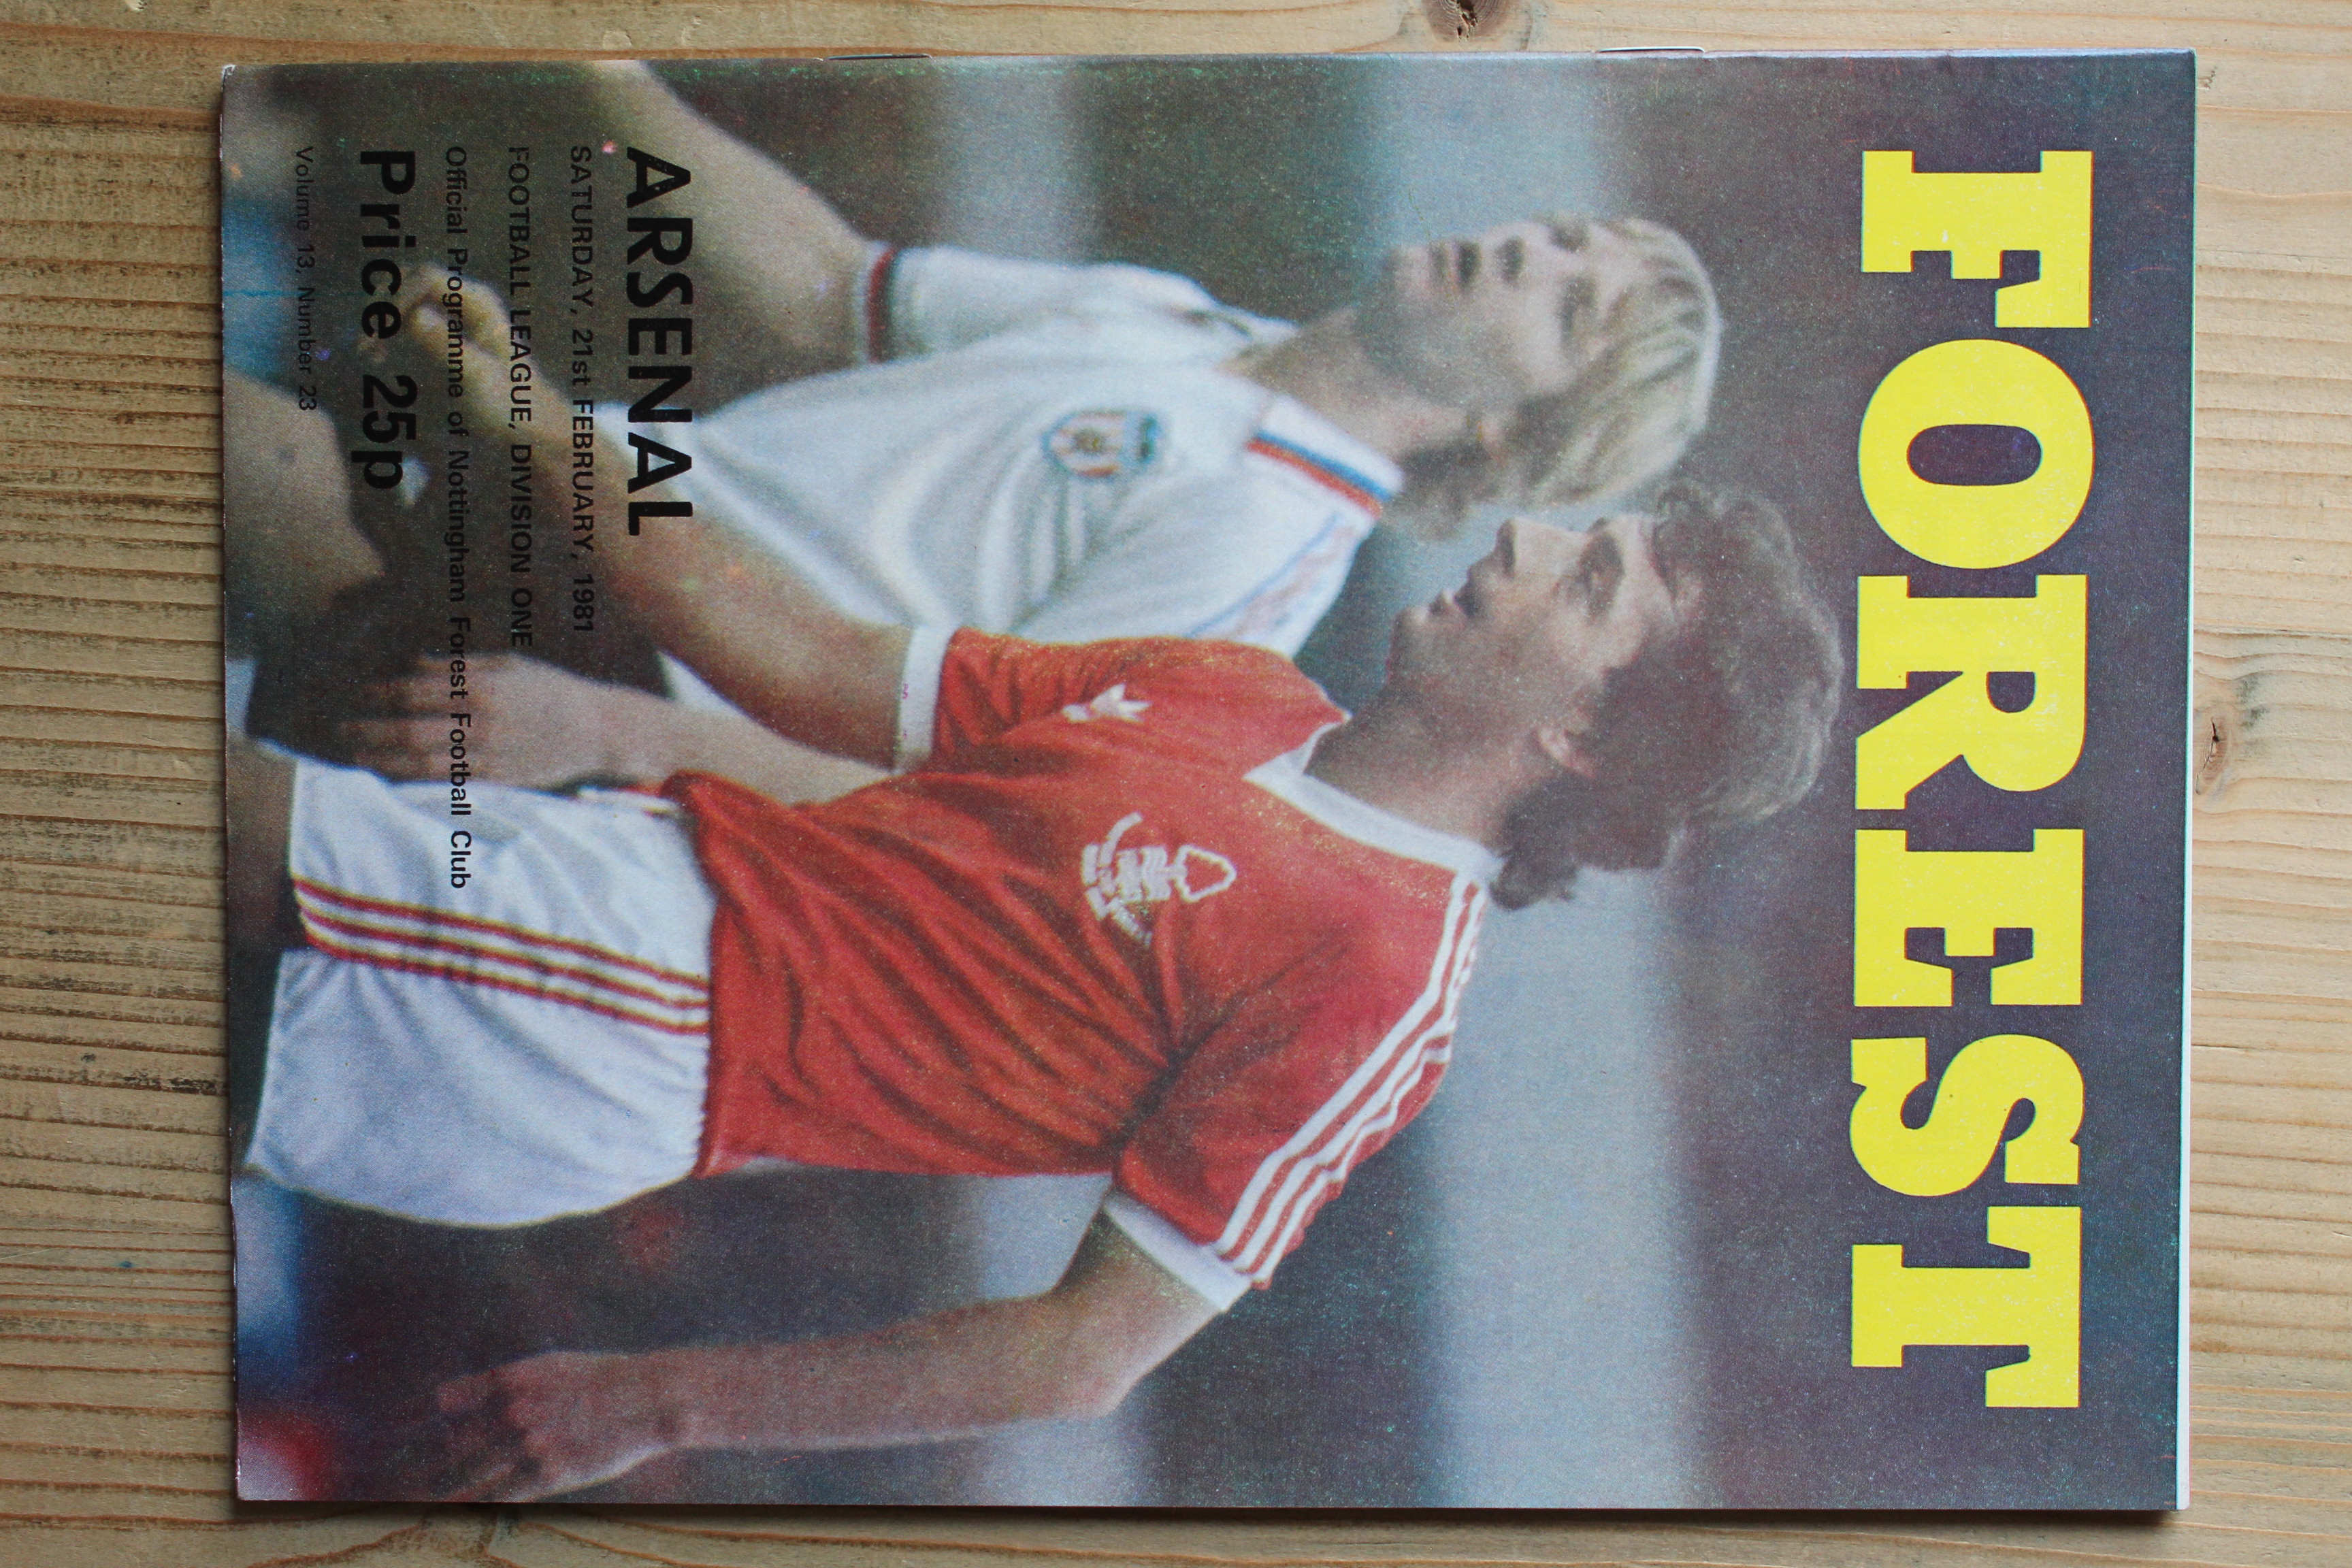 FOREST
ARSENAL
SATURDAY, 21st FEBRUARY, 1981
FOOTBALL LEAGUE, DIVISION ONE
Official Programme of Nottingham Forest Football Club
Price 25p
Volume 13, Number 23